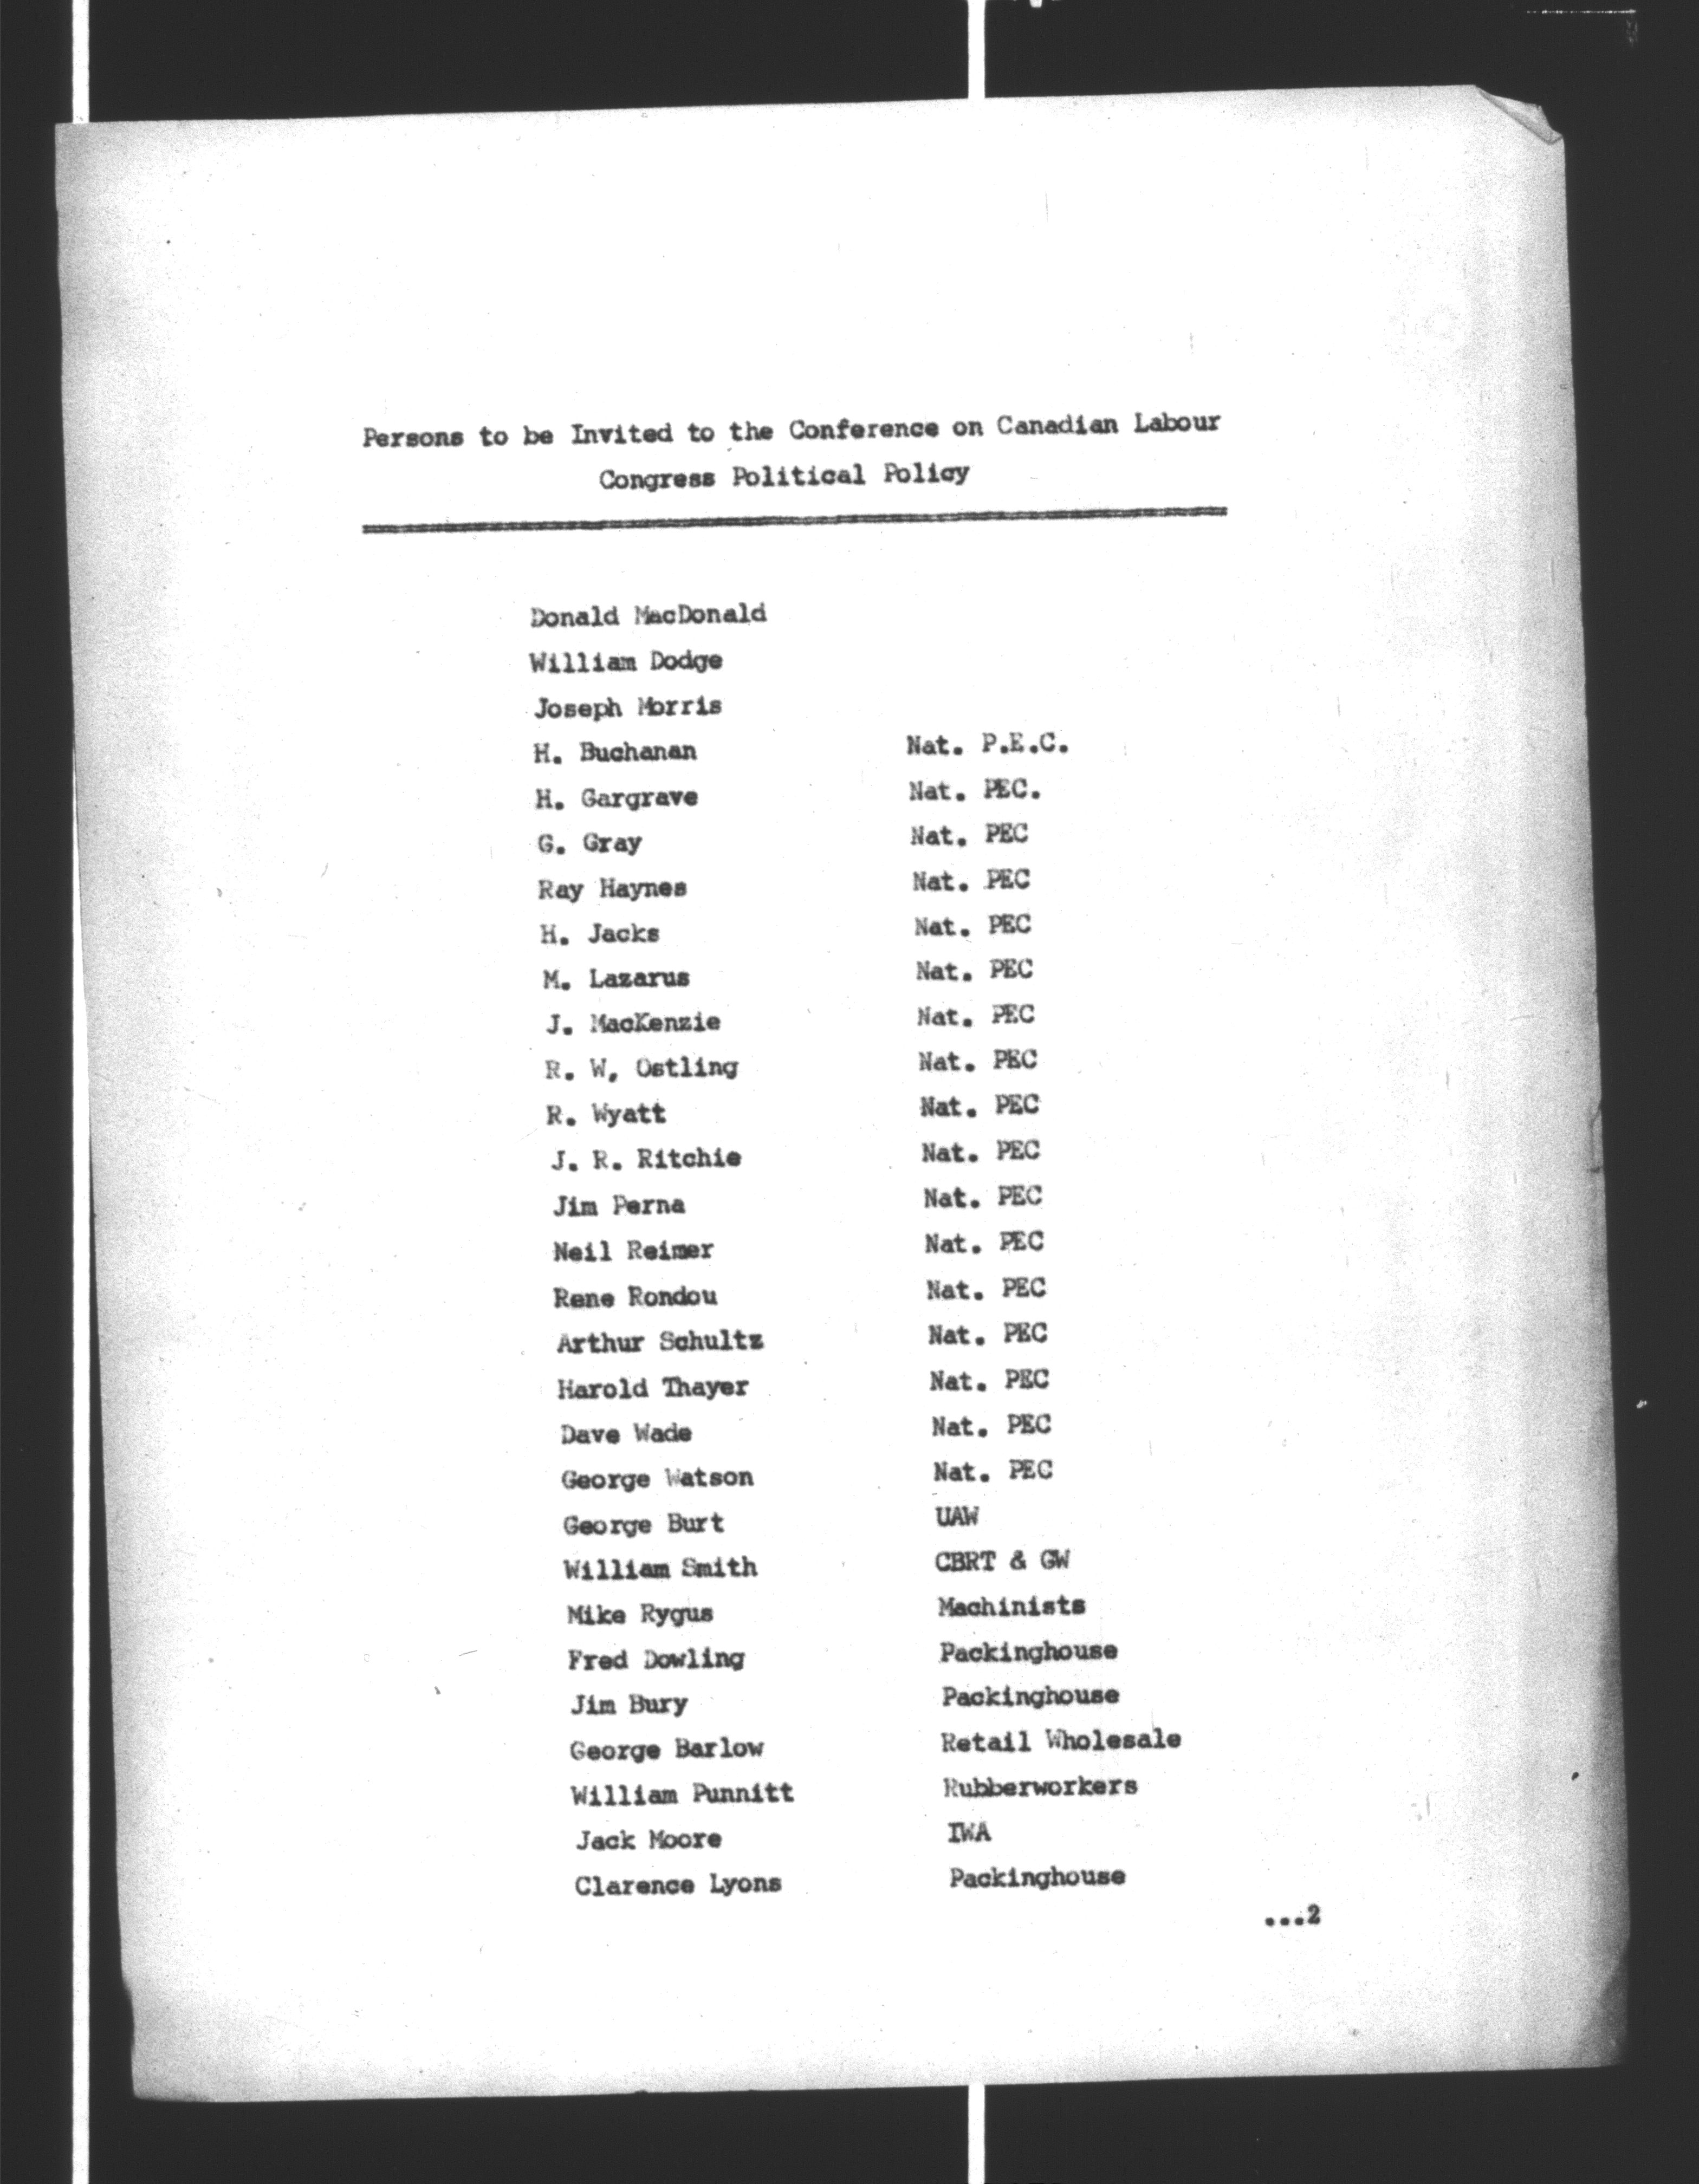 Persons to be Invited to the Conference on Canadian Labour
Congress Political Policy
Donald MacDonald
William Dodge
Joseph Morris
H. Buchanan Nat. P.E.C.
H. Gargrave Nat. PEC.
G. Gray Nat. PEC
Ray Haynes Nat. PEC
H. Jacks Nat. PEC
M. Lazarus Nat. PEC
J. MacKenzie Nat. PEC
R. W. Ostling Nat. PEC
R. Wyatt Nat. PEC
J. R. Ritchie Nat. PEC
Jim Perna Nat. PEC
Neil Reimer Nat. PEC
Rene Rondou Nat. PEC
Arthur Schultz Nat. PEC
Harold Thayer Nat. PEC
Dave Wade Nat. PEC
George Watson Nat. PEC
George Burt UAW
William Smith CBRT & GW
Mike Rygus Machinists
Fred Dowling Packinghouse
Jim Bury Packinghouse
George Barlow Retail Wholesale
William Punnitt Rubberworkers
Jack Moore IWA
Clarence Lyons Packinghouse
...2